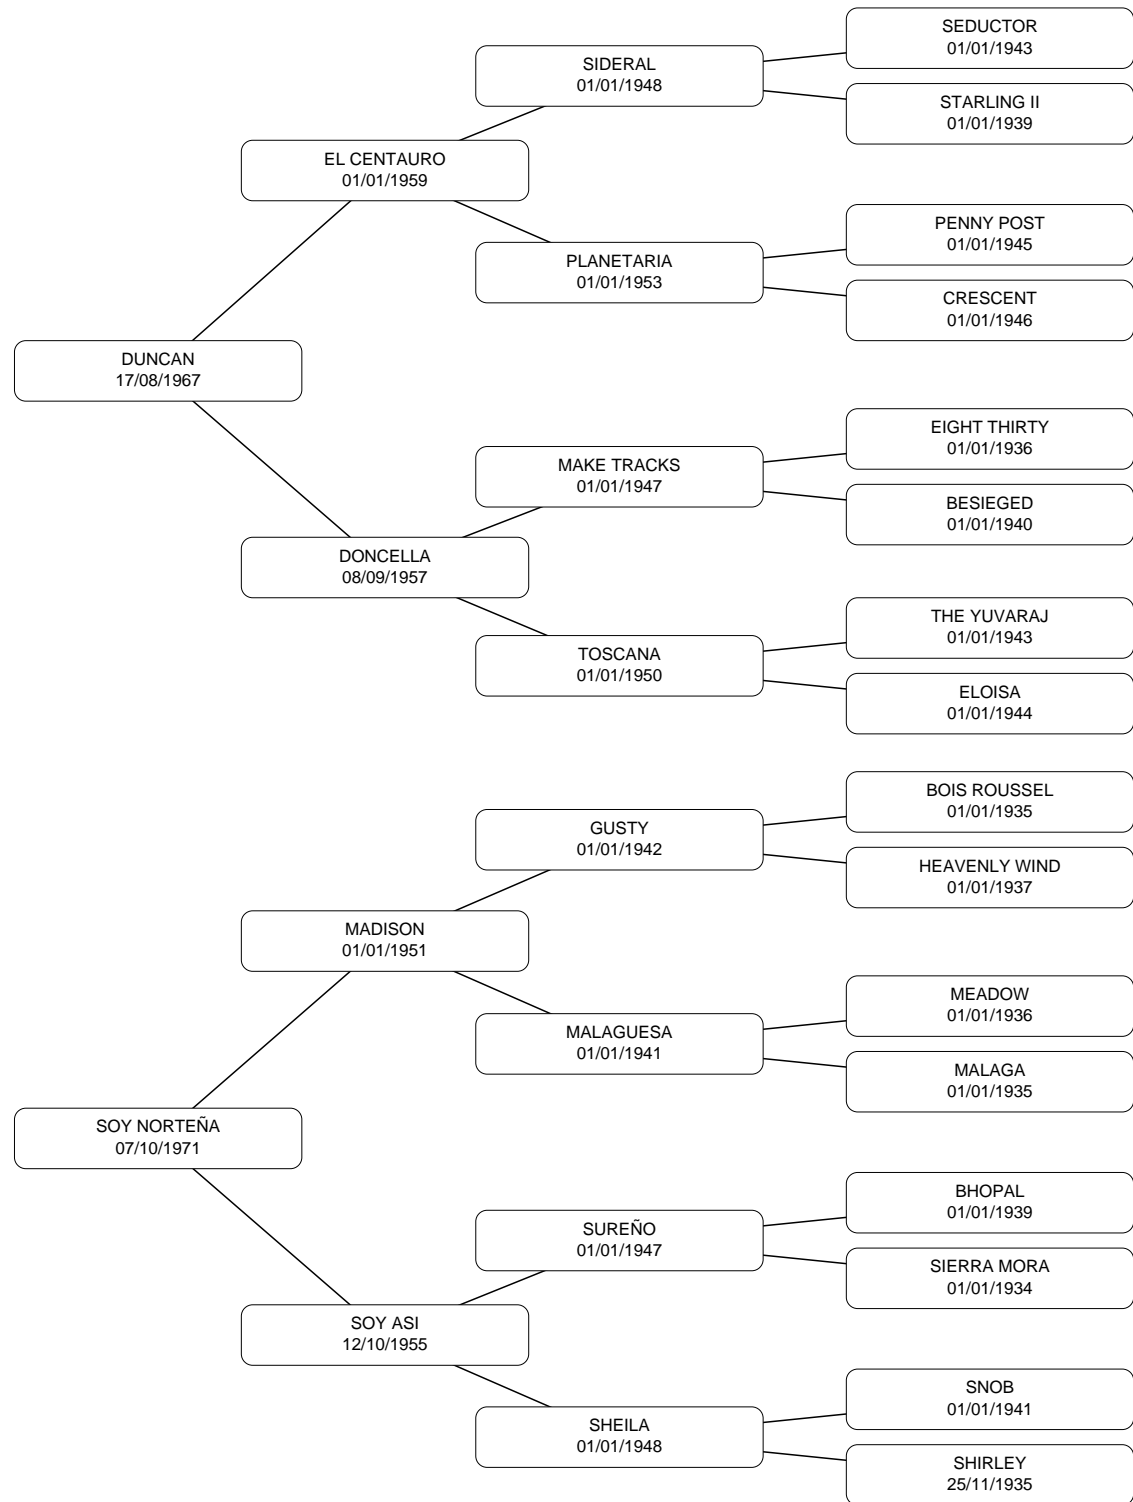 SEDUCTOR
01/01/1943
SIDERAL
01/01/1948
STARLING II
01/01/1939
EL CENTAURO
01/01/1959
PENNY POST
01/01/1945
PLANETARIA
01/01/1953
CRESCENT
01/01/1946
DUNCAN
17/08/1967
EIGHT THIRTY
01/01/1936
MAKE TRACKS
01/01/1947
BESIEGED
01/01/1940
DONCELLA
08/09/1957
THE YUVARAJ
01/01/1943
TOSCANA
01/01/1950
ELOISA
01/01/1944
BOIS ROUSSEL
01/01/1935
GUSTY
01/01/1942
HEAVENLY WIND
01/01/1937
MADISON
01/01/1951
MEADOW
01/01/1936
MALAGUESA
01/01/1941
MALAGA
01/01/1935
SOY NORTEÑA
07/10/1971
BHOPAL
01/01/1939
SUREÑO
01/01/1947
SIERRA MORA
01/01/1934
SOY ASI
12/10/1955
SNOB
01/01/1941
SHEILA
01/01/1948
SHIRLEY
25/11/1935